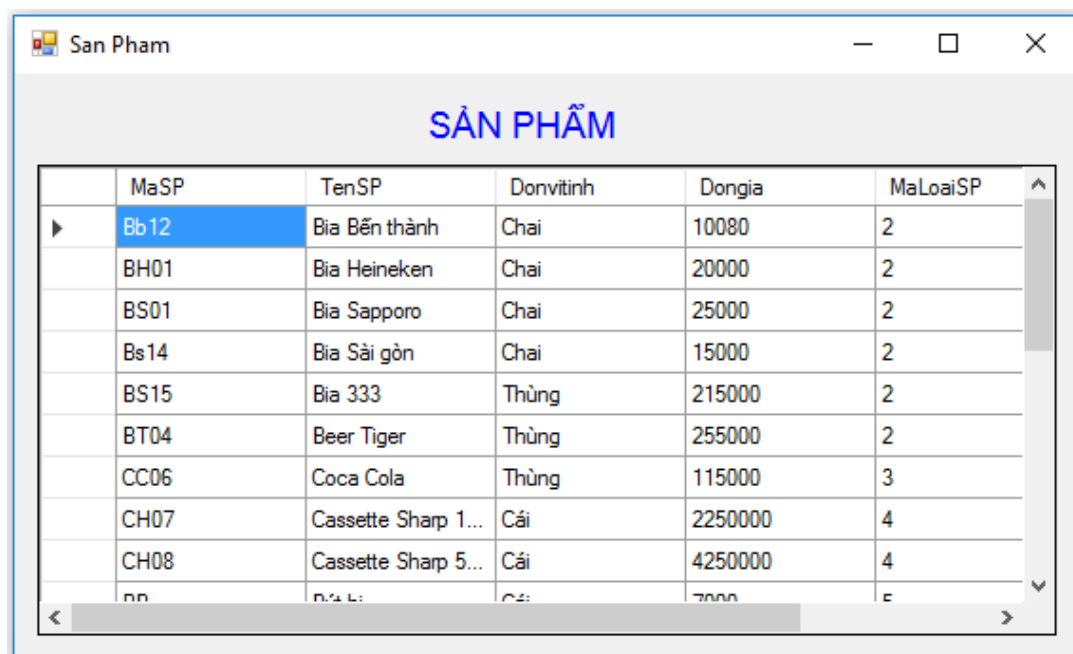 San Pham
SẢN PHẨM
MaSP TenSP Donvitinh Dongia MaLoaiSP
Bb12 Bia Bến thành Chai 10080 2
BH01 Bia Heineken Chai 20000 2
BS01 Bia Sapporo Chai 25000 2
Bs14 Bia Sài gòn Chai 15000 2
BS15 Bia 333 Thùng 215000 2
BT04 Beer Tiger Thùng 255000 2
CC06 Coca Cola Thùng 115000 3
CH07 Cassette Sharp 1... Cái 2250000 4
CH08 Cassette Sharp 5... Cái 4250000 4